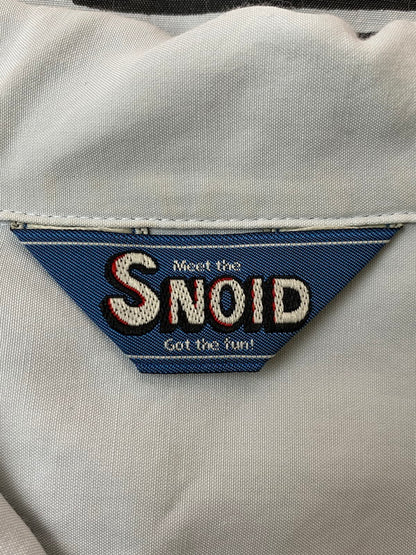 Meet the
SNOID
Got the fun!